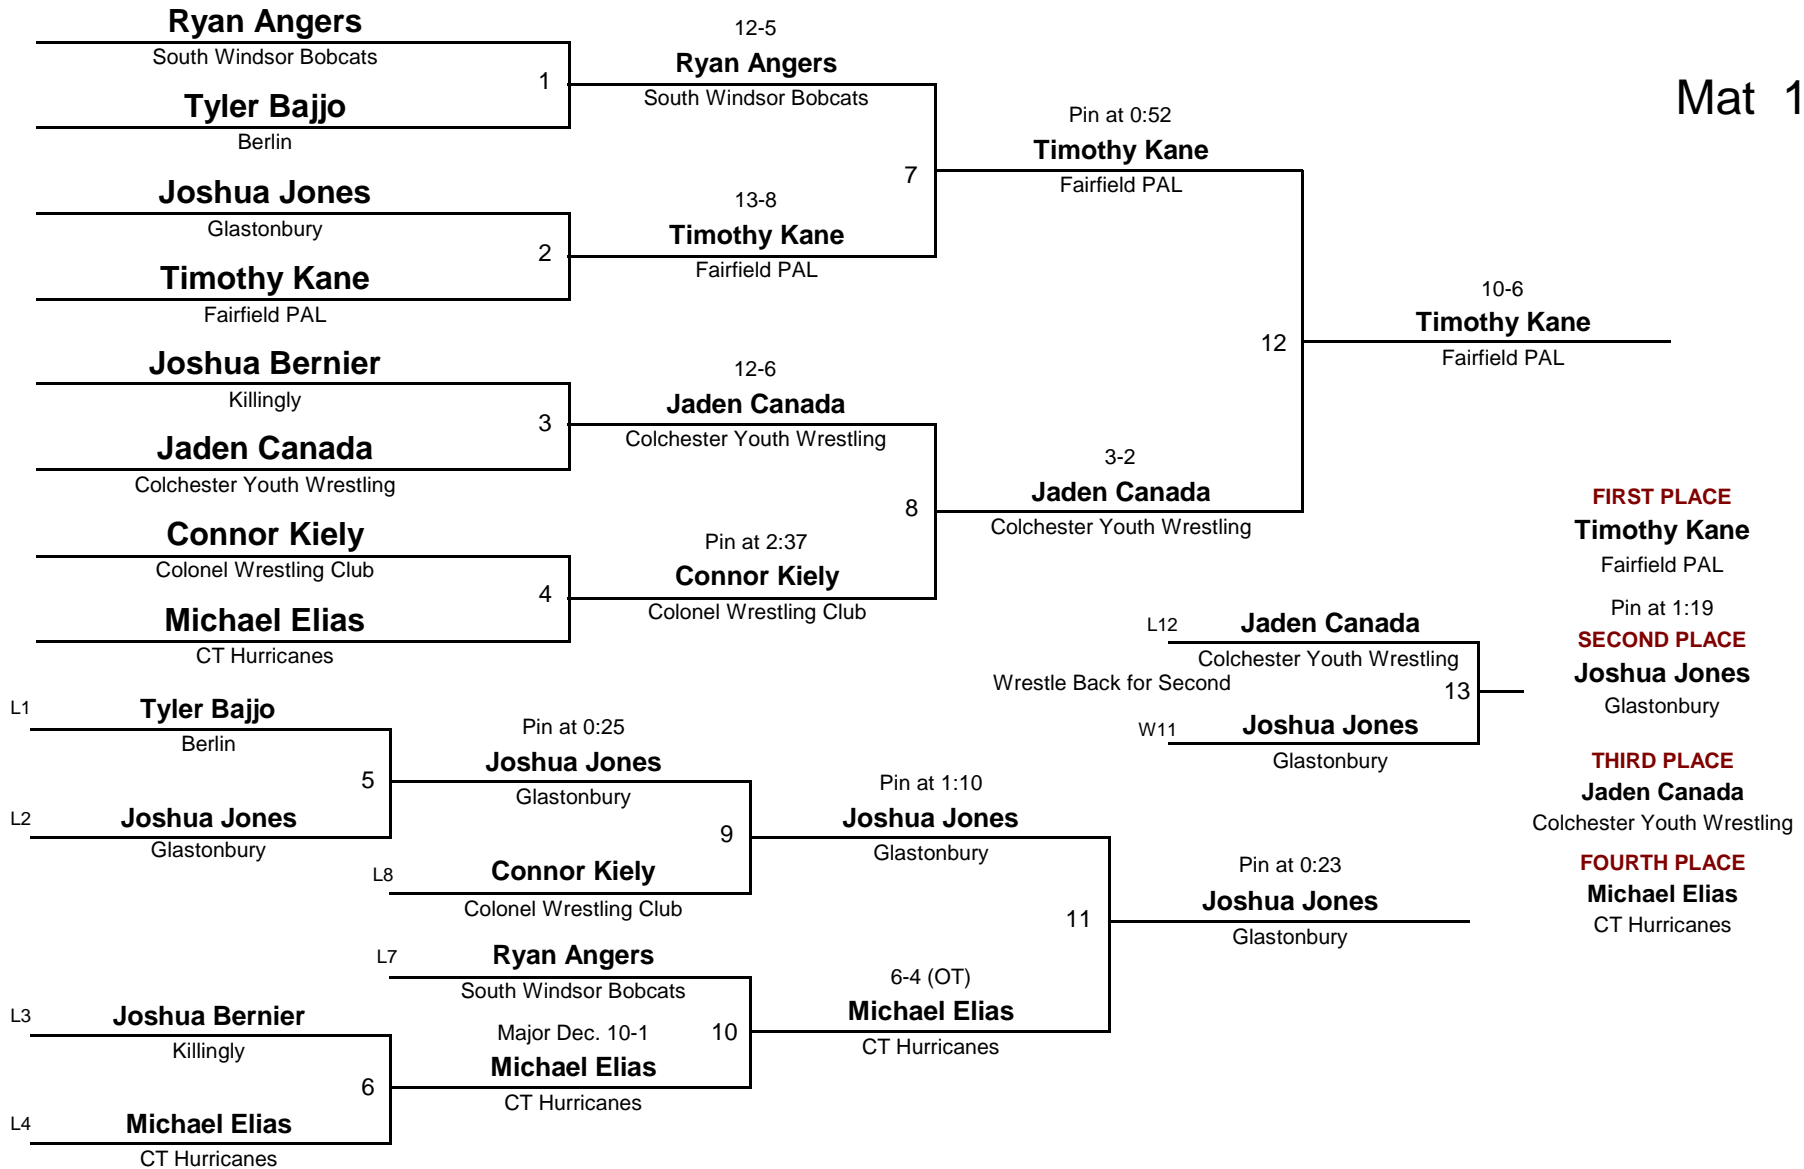 Mat 1
Ryan Angers
South Windsor Bobcats
1
Tyler Bajjo
Berlin
Joshua Jones
Glastonbury
2
Timothy Kane
Fairfield PAL
Joshua Bernier
Killingly
3
Jaden Canada
Colchester Youth Wrestling
Connor Kiely
Colonel Wrestling Club
4
Michael Elias
CT Hurricanes
12-5
Ryan Angers
South Windsor Bobcats
7
13-8
Timothy Kane
Fairfield PAL
12-6
Jaden Canada
Colchester Youth Wrestling
8
Pin at 2:37
Connor Kiely
Colonel Wrestling Club
Pin at 0:52
Timothy Kane
Fairfield PAL
12
3-2
Jaden Canada
Colchester Youth Wrestling
10-6
Timothy Kane
Fairfield PAL
L1 Tyler Bajjo
Berlin
5
L2 Joshua Jones
Glastonbury
L3 Joshua Bernier
Killingly
6
L4 Michael Elias
CT Hurricanes
Pin at 0:25
Joshua Jones
Glastonbury
9
L8 Connor Kiely
Colonel Wrestling Club
L7 Ryan Angers
South Windsor Bobcats
10
Major Dec. 10-1
Michael Elias
CT Hurricanes
Pin at 1:10
Joshua Jones
Glastonbury
11
6-4 (OT)
Michael Elias
CT Hurricanes
Pin at 0:23
Joshua Jones
Glastonbury
L12 Jaden Canada
Colchester Youth Wrestling
Wrestle Back for Second
13
W11 Joshua Jones
Glastonbury
FIRST PLACE
Timothy Kane
Fairfield PAL
Pin at 1:19
SECOND PLACE
Joshua Jones
Glastonbury
THIRD PLACE
Jaden Canada
Colchester Youth Wrestling
FOURTH PLACE
Michael Elias
CT Hurricanes